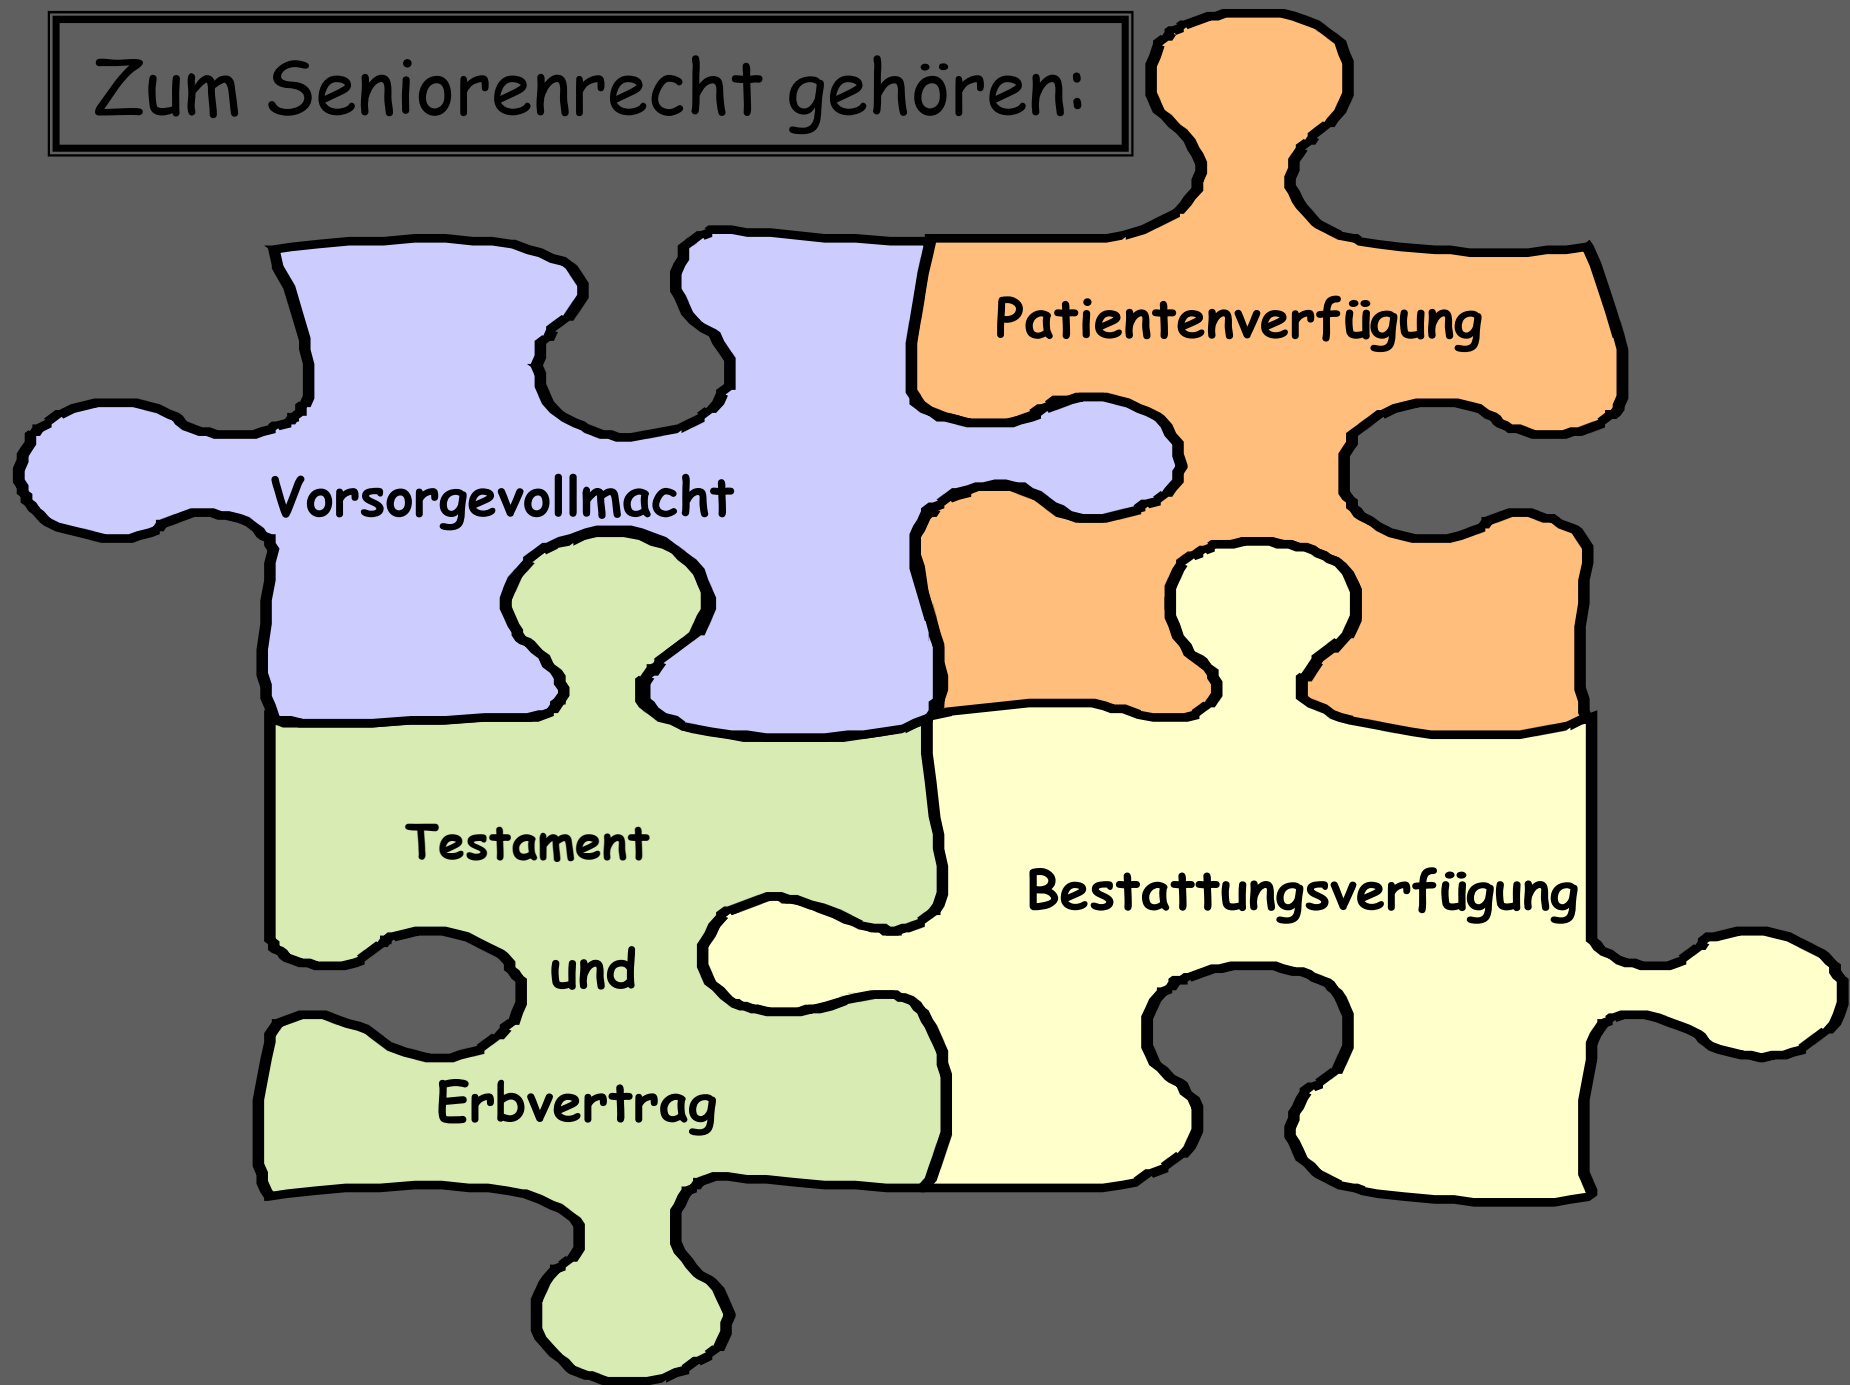 Zum Seniorenrecht gehören:
Patientenverfügung
Vorsorgevollmacht
Testament
und
Erbvertrag
Bestattungsverfügung